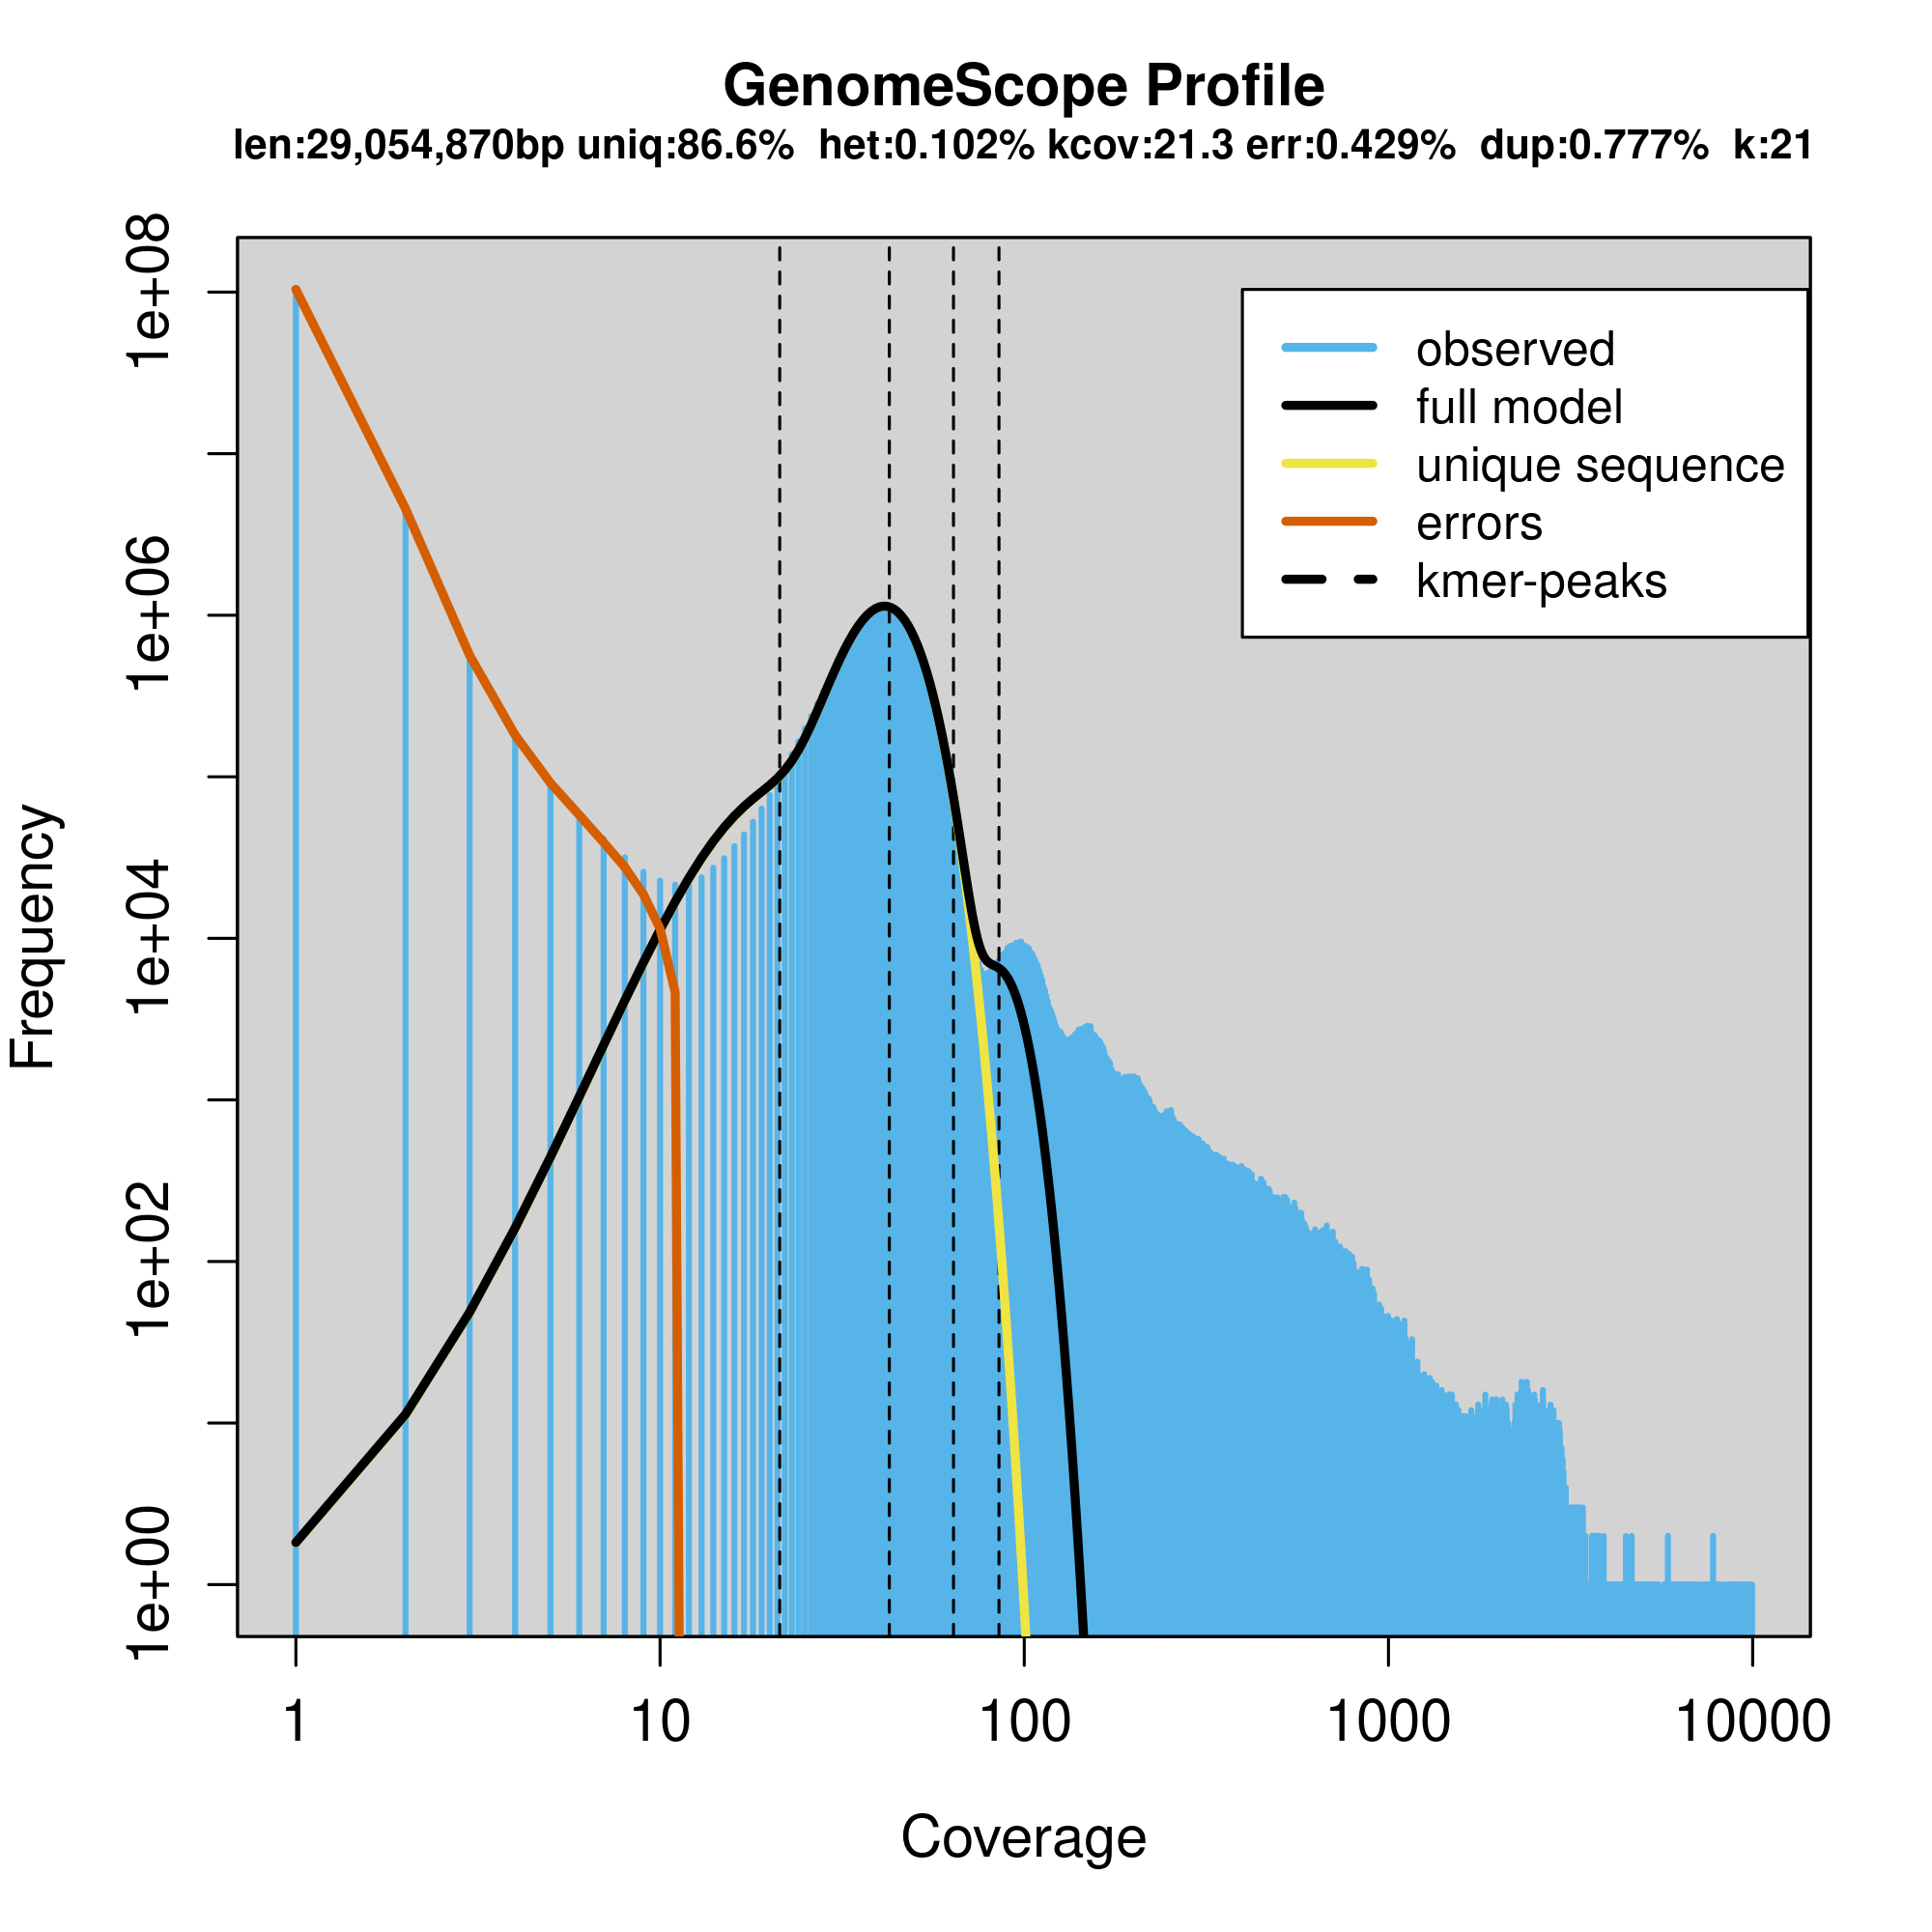 GenomeScope Profile
len:29,054,870bp uniq:86.6% het:0.102% kcov:21.3 err:0.429% dup:0.777% k:21
1e+08
1e+06
1e+04
1e+02
1e+00
Frequency
observed
full model
unique sequence
errors
kmer-peaks
1 10 100 1000 10000
Coverage